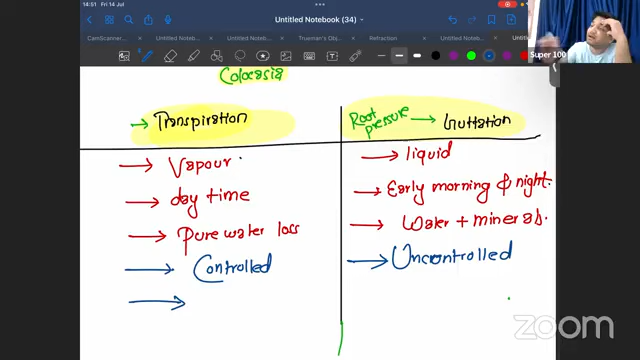 14:51 Fri 14 Jul
Untitled Notebook (34)
CamScanner... Untitled Notebook... Untitled Notebook... Trueman's Obj... Refraction Untitled Notebook... Untit
Super 100
Colocasia
→ Transpiration
Root pressure → Guttation
→ Vapour
→ liquid
→ day time
→ Early morning & night.
→ Pure water loss
→ Water + minerals.
→ Controlled
→ Uncontrolled
→
zoom